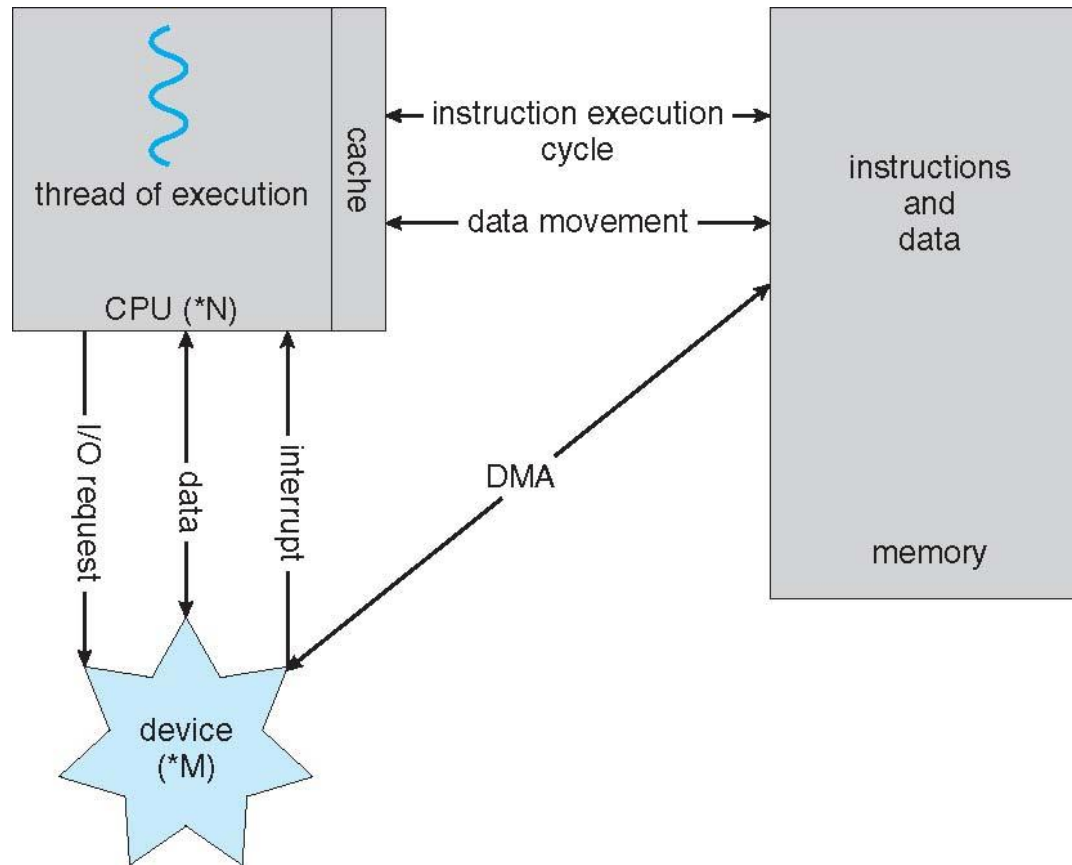 thread of execution
cache
CPU (*N)
instruction execution
cycle
data movement
instructions
and
data
memory
I/O request
data
interrupt
DMA
device
(*M)